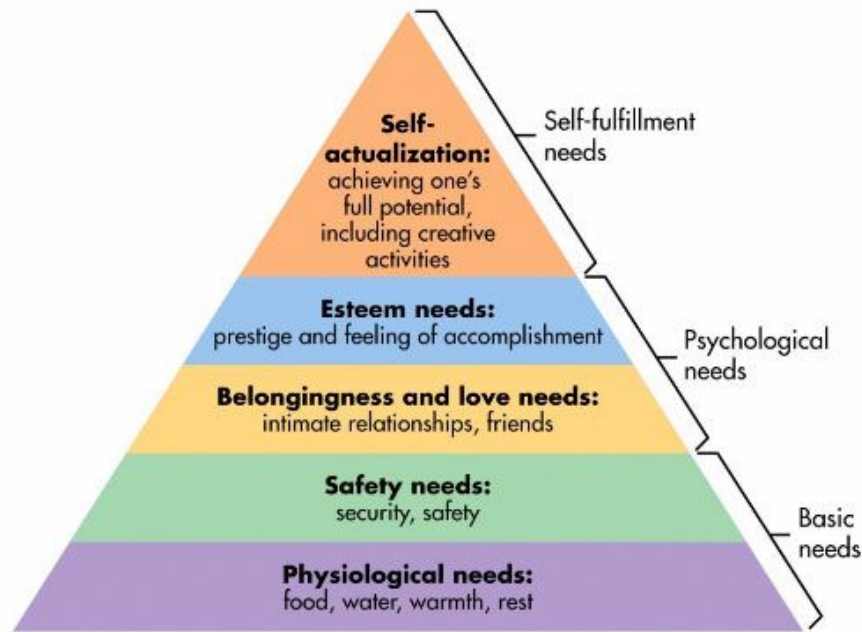 Self-
actualization:
achieving one's
full potential,
including creative
activities
Self-fulfillment
needs
Esteem needs:
prestige and feeling of accomplishment
Psychological
needs
Belongingness and love needs:
intimate relationships, friends
Safety needs:
security, safety
Basic
needs
Physiological needs:
food, water, warmth, rest